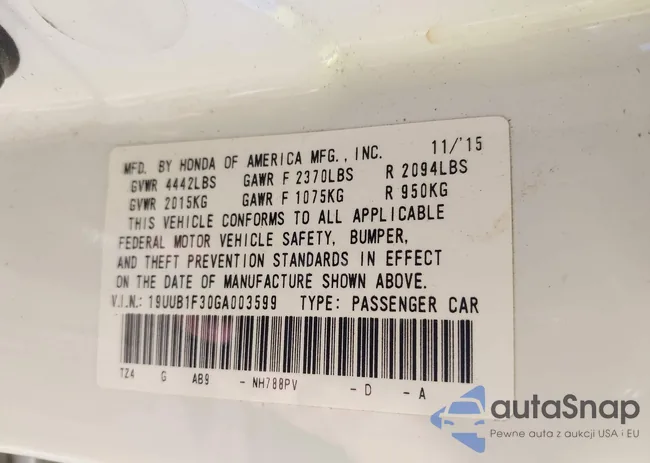 MFD. BY HONDA OF AMERICA MFG., INC. 11/'15
GVWR 4442LBS GAWR F 2370LBS R 2094LBS
GVWR 2015KG GAWR F 1075KG R 950KG
THIS VEHICLE CONFORMS TO ALL APPLICABLE
FEDERAL MOTOR VEHICLE SAFETY, BUMPER,
AND THEFT PREVENTION STANDARDS IN EFFECT
ON THE DATE OF MANUFACTURE SHOWN ABOVE.
V.I.N.: 19UUB1F30GA003599 TYPE: PASSENGER CAR
TZ4 G AB9 - NH788PV - D - A
autaSnap
Pewne auta z aukcji USA i EU